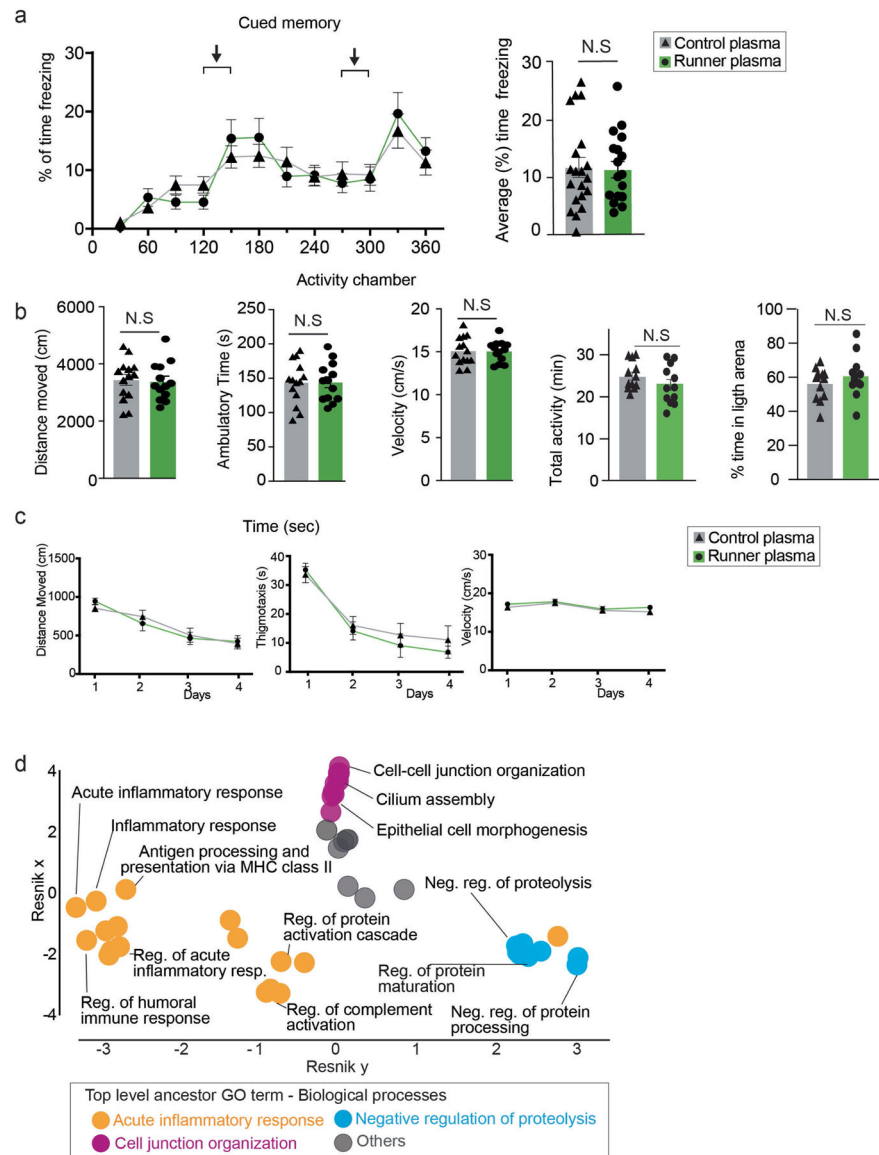 a
Cued memory
% of time freezing
30
20
10
0
0
60
120
180
240
300
360
Average (%) time freezing
30
20
10
0
N.S
Control plasma
Runner plasma
Activity chamber
b
Distance moved (cm)
6000
4000
2000
0
N.S
Ambulatory Time (s)
250
200
150
100
50
0
N.S
Velocity (cm/s)
20
15
10
5
0
N.S
Total activity (min)
40
30
20
10
0
N.S
% time in ligth arena
100
80
60
40
20
0
N.S
c
Time (sec)
Control plasma
Runner plasma
Distance Moved (cm)
1500
1000
500
0
1
2
3
4
Days
Thigmotaxis (s)
40
30
20
10
0
1
2
3
4
Days
Velocity (cm/s)
40
30
20
10
0
1
2
3
4
Days
d
Resnik x
4
2
0
-2
-4
Cell-cell junction organization
Acute inflammatory response
Cilium assembly
Inflammatory response
Epithelial cell morphogenesis
Antigen processing and
presentation via MHC class II
Neg. reg. of proteolysis
Reg. of protein
activation cascade
Reg. of acute
inflammatory resp.
Reg. of protein
maturation
Reg. of humoral
immune response
Reg. of complement
activation
Neg. reg. of protein
processing
-3
-2
-1
0
1
2
3
Resnik y
Top level ancestor GO term - Biological processes
Acute inflammatory response
Negative regulation of proteolysis
Cell junction organization
Others